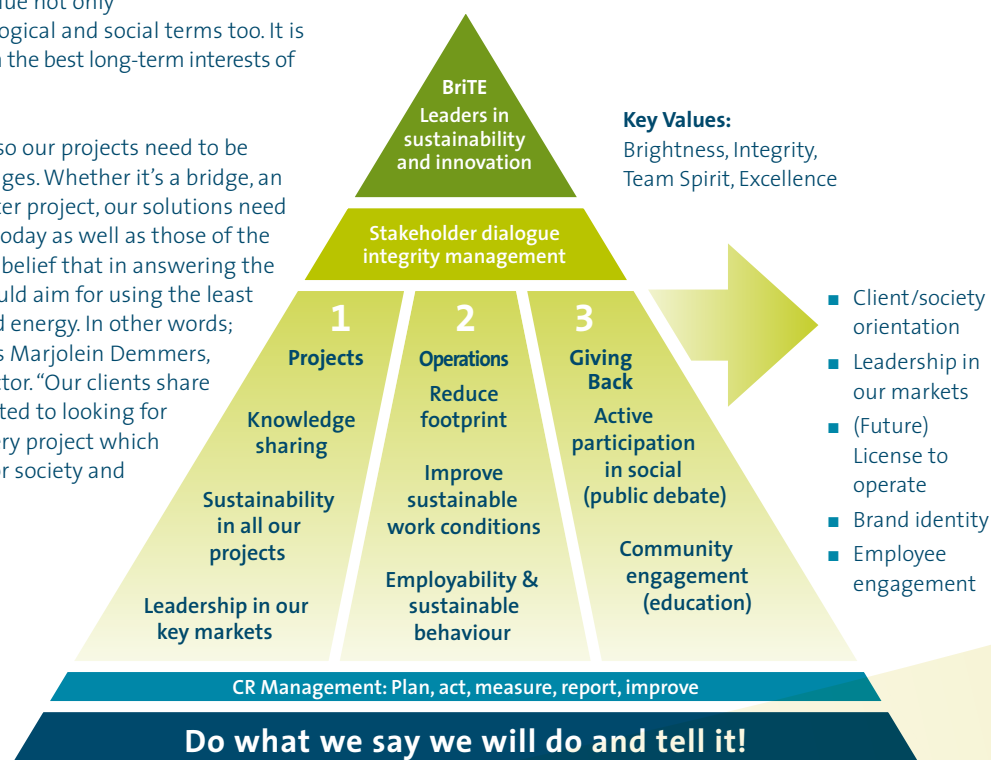 ue not only
ogical and social terms too. It is
the best long-term interests of
so our projects need to be
ges. Whether it's a bridge, an
ter project, our solutions need
today as well as those of the
belief that in answering the
uld aim for using the least
d energy. In other words;
s Marjolein Demmers,
ctor. “Our clients share
ted to looking for
ery project which
or society and
BriTE
Leaders in
sustainability
and innovation
Key Values:
Brightness, Integrity,
Team Spirit, Excellence
Stakeholder dialogue
integrity management
1
Projects
Knowledge
sharing
Sustainability
in all our
projects
Leadership in our
key markets
2
Operations
Reduce
footprint
Improve
sustainable
work conditions
Employability &
sustainable
behaviour
3
Giving
Back
Active
participation
in social
(public debate)
Community
engagement
(education)
■ Client/society
orientation
■ Leadership in
our markets
■ (Future)
License to
operate
■ Brand identity
■ Employee
engagement
CR Management: Plan, act, measure, report, improve
Do what we say we will do and tell it!